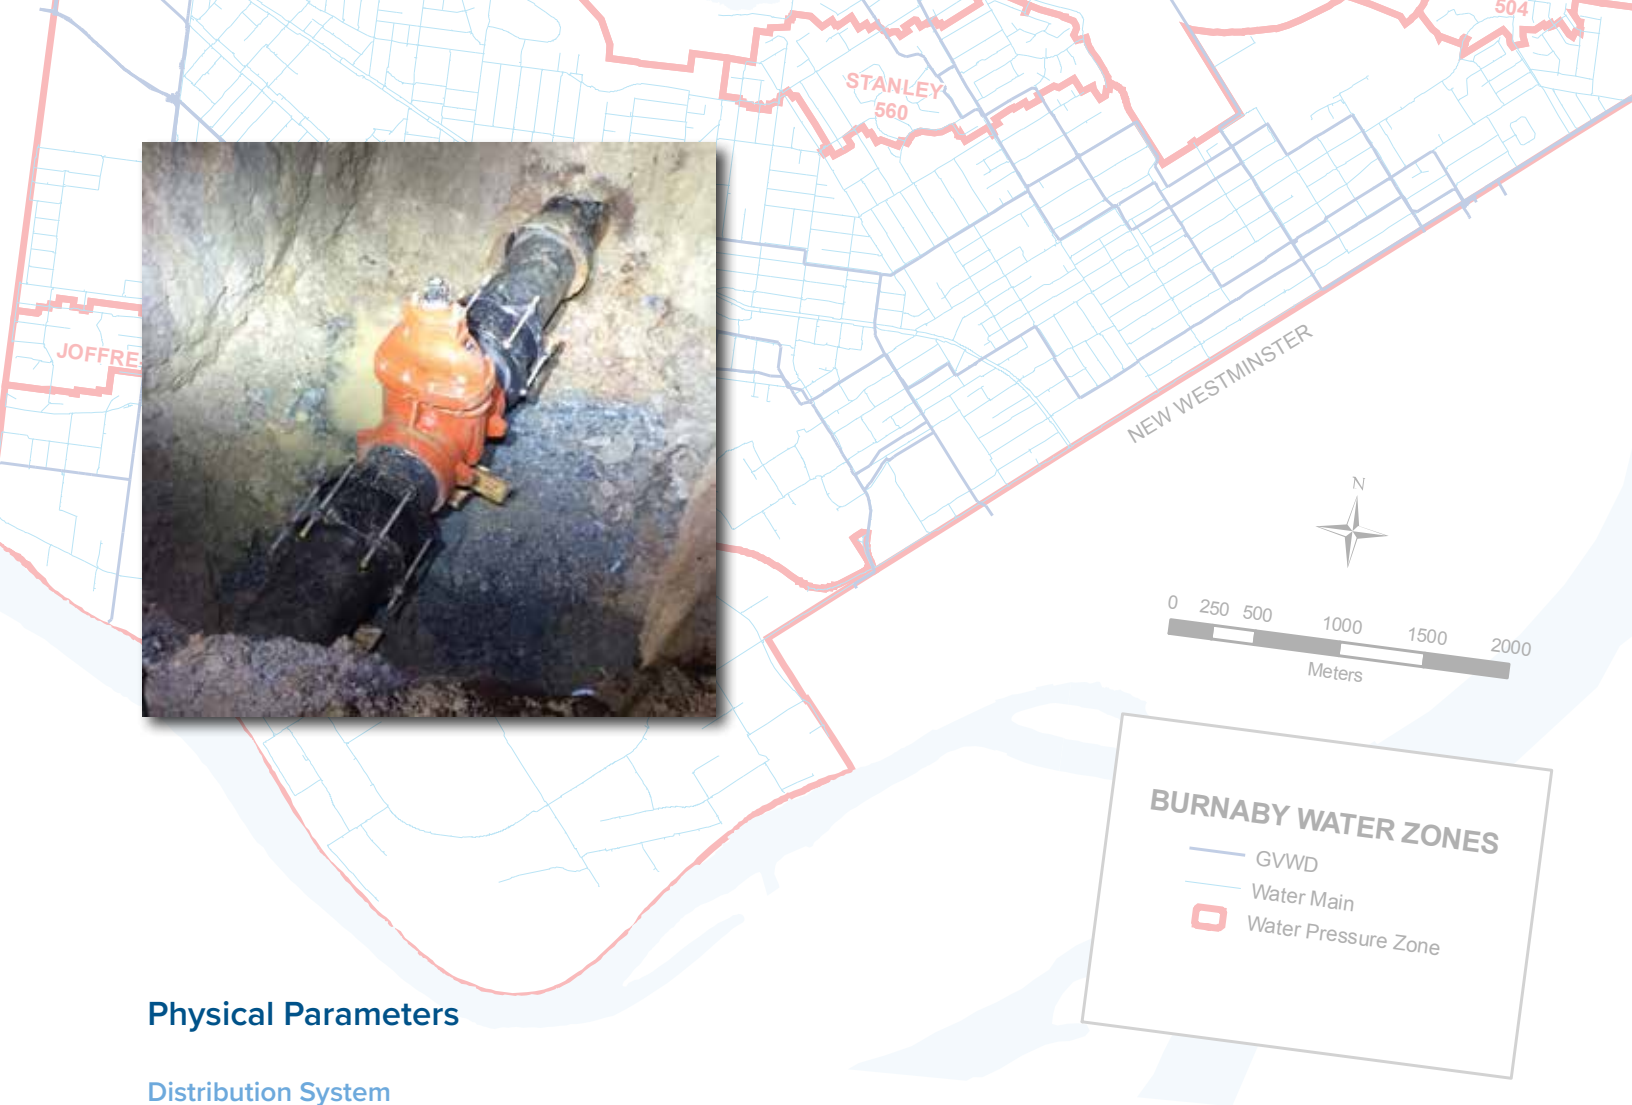 504
STANLEY
560
JOFFRE
NEW WESTMINSTER
N
0 250 500 1000 1500 2000
Meters
BURNABY WATER ZONES
GVWD
Water Main
Water Pressure Zone
Physical Parameters
Distribution System